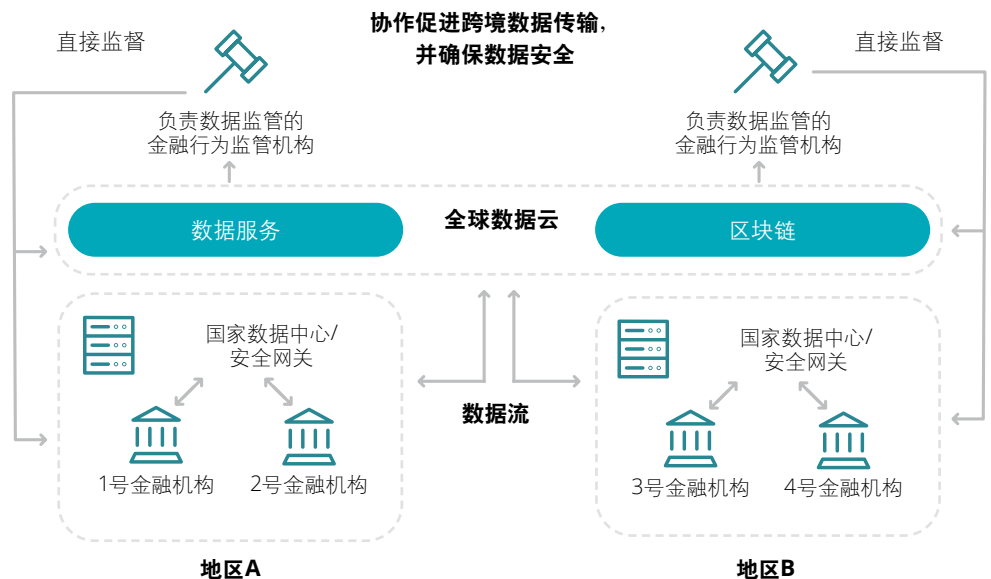 协作促进跨境数据传输,
并确保数据安全
直接监督
直接监督
负责数据监管的
金融行为监管机构
负责数据监管的
金融行为监管机构
数据服务
全球数据云
区块链
国家数据中心/
安全网关
国家数据中心/
安全网关
数据流
1号金融机构
2号金融机构
3号金融机构
4号金融机构
地区A
地区B